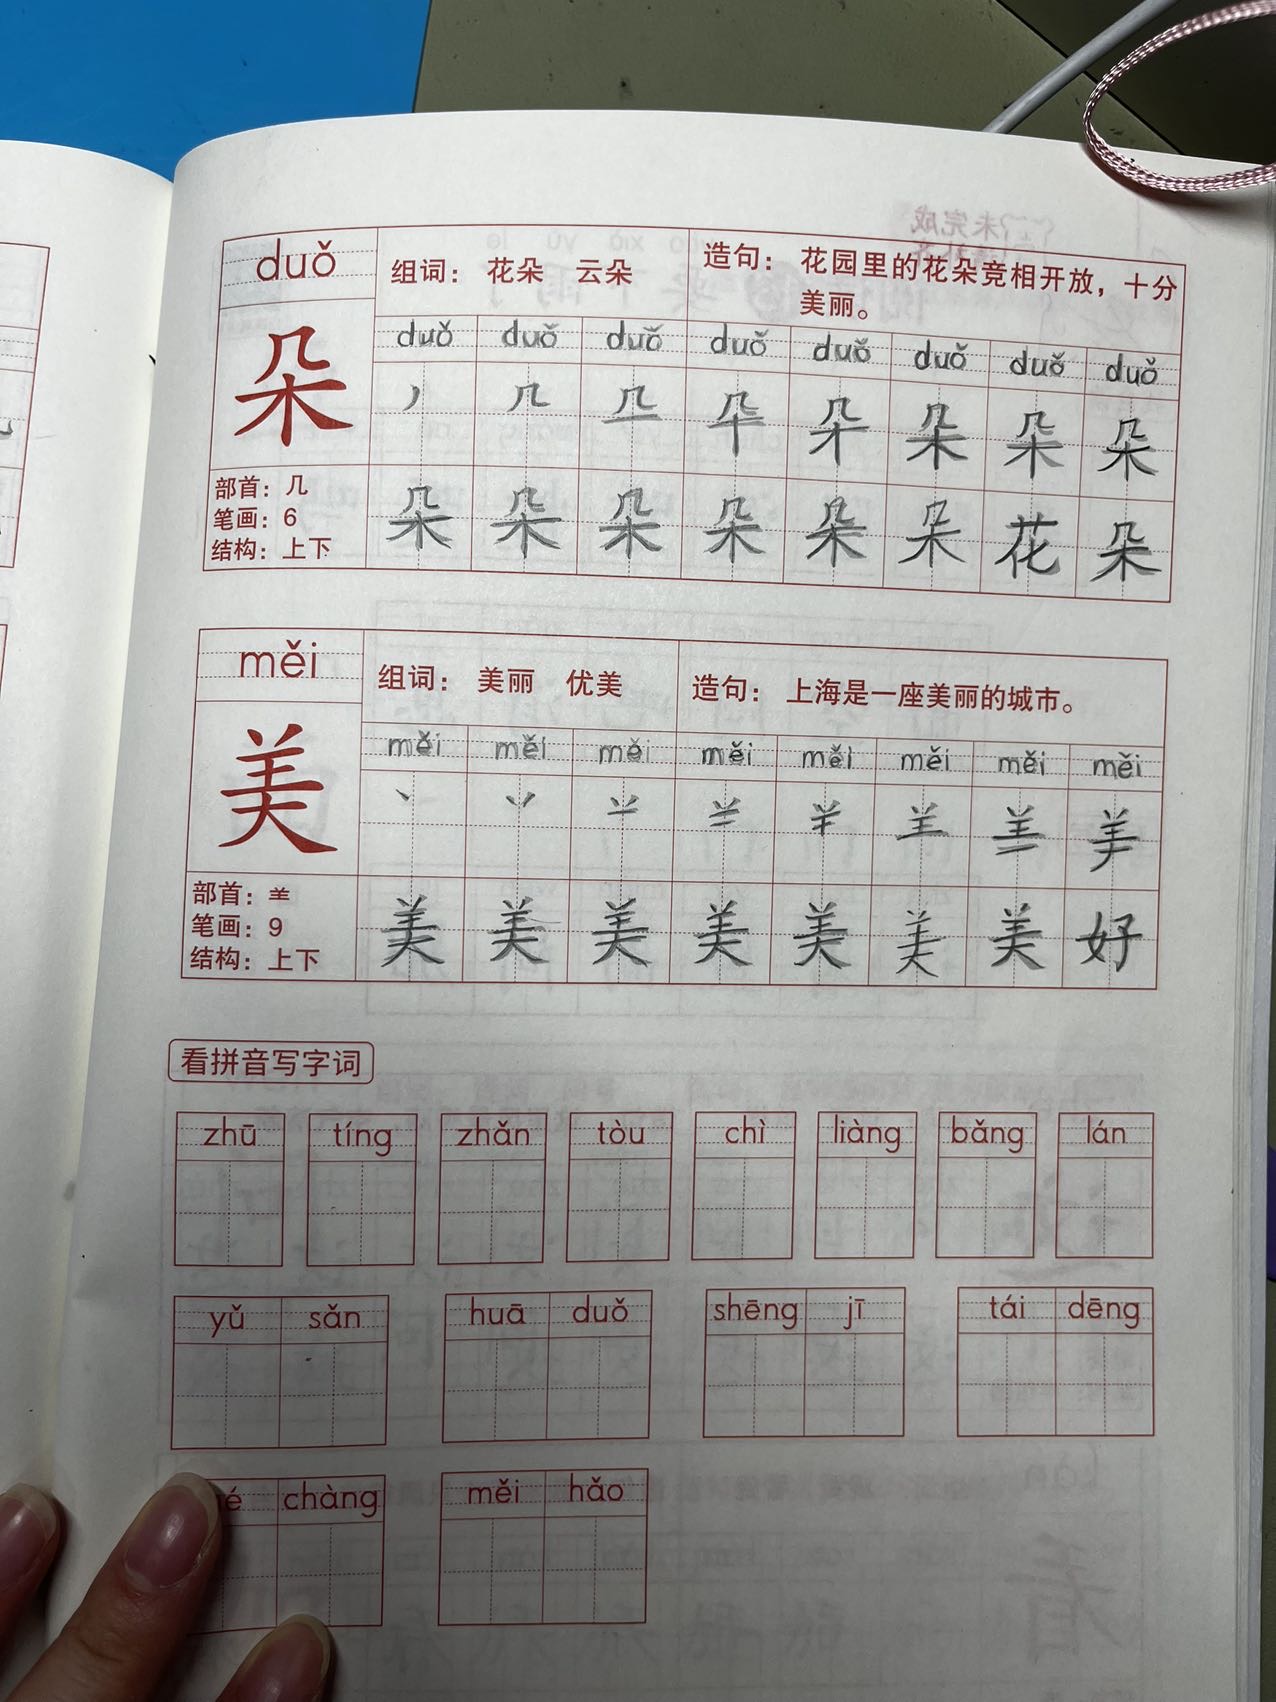 duǒ
组词： 花朵 云朵
造句： 花园里的花朵竞相开放，十分
美丽。
朵
duǒ duǒ duǒ duǒ duǒ duǒ duǒ duǒ
朵 朵 朵
部首：几
笔画：6
结构：上下
朵 朵 朵 朵 朵 朵 花 朵
měi
组词： 美丽 优美
造句： 上海是一座美丽的城市。
美
měi měi měi měi měi měi měi měi
部首：⺷
笔画：9
结构：上下
美 美 美 美 美 美 美 好
看拼音写字词
zhū tíng zhǎn tòu chì liàng bǎng lán
yǔ sǎn huā duǒ shēng jī tái dēng
chàng měi hǎo